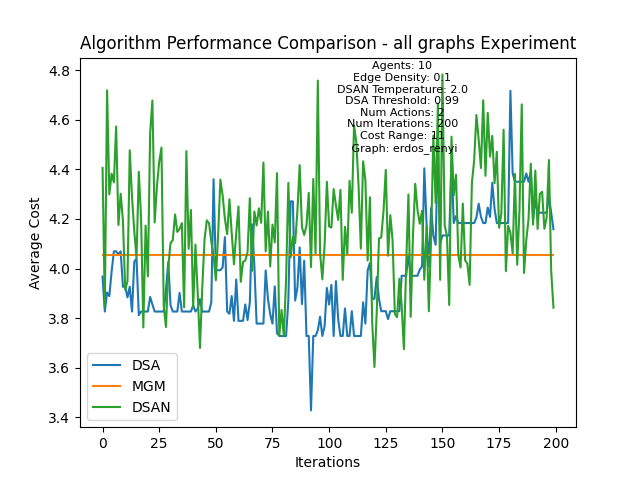 Algorithm Performance Comparison - all graphs Experiment
Agents: 10
Edge Density: 0.1
DSAN Temperature: 2.0
DSA Threshold: 0.99
Num Actions: 2
Num Iterations: 200
Cost Range: 11
Graph: erdos_renyi
Average Cost
4.8
4.6
4.4
4.2
4.0
3.8
3.6
3.4
DSA
MGM
DSAN
0
25
50
75
100
125
150
175
200
Iterations